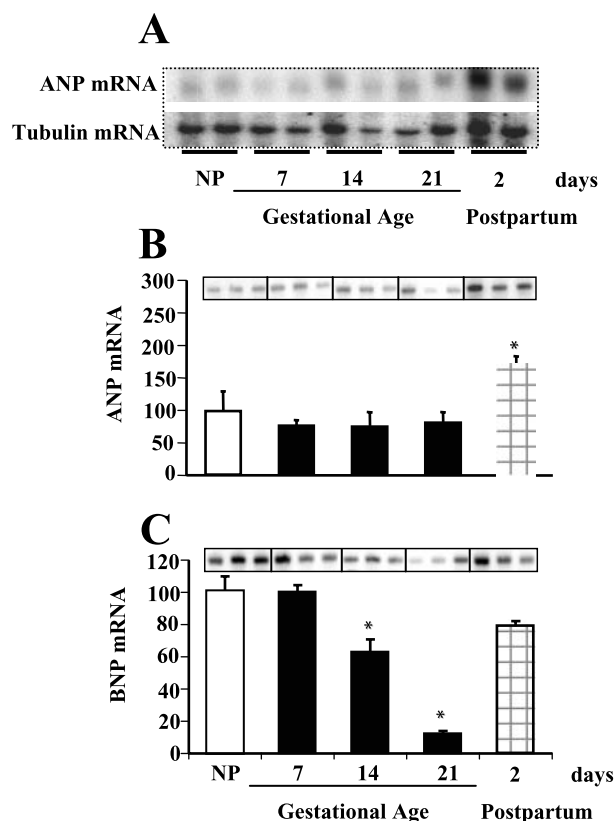 A
ANP mRNA
Tubulin mRNA
NP 7 14 21 2 days
Gestational Age Postpartum
B
300
250
200
150
100
50
0
ANP mRNA
*
C
120
100
80
60
40
20
0
BNP mRNA
*
*
NP 7 14 21 2 days
Gestational Age Postpartum